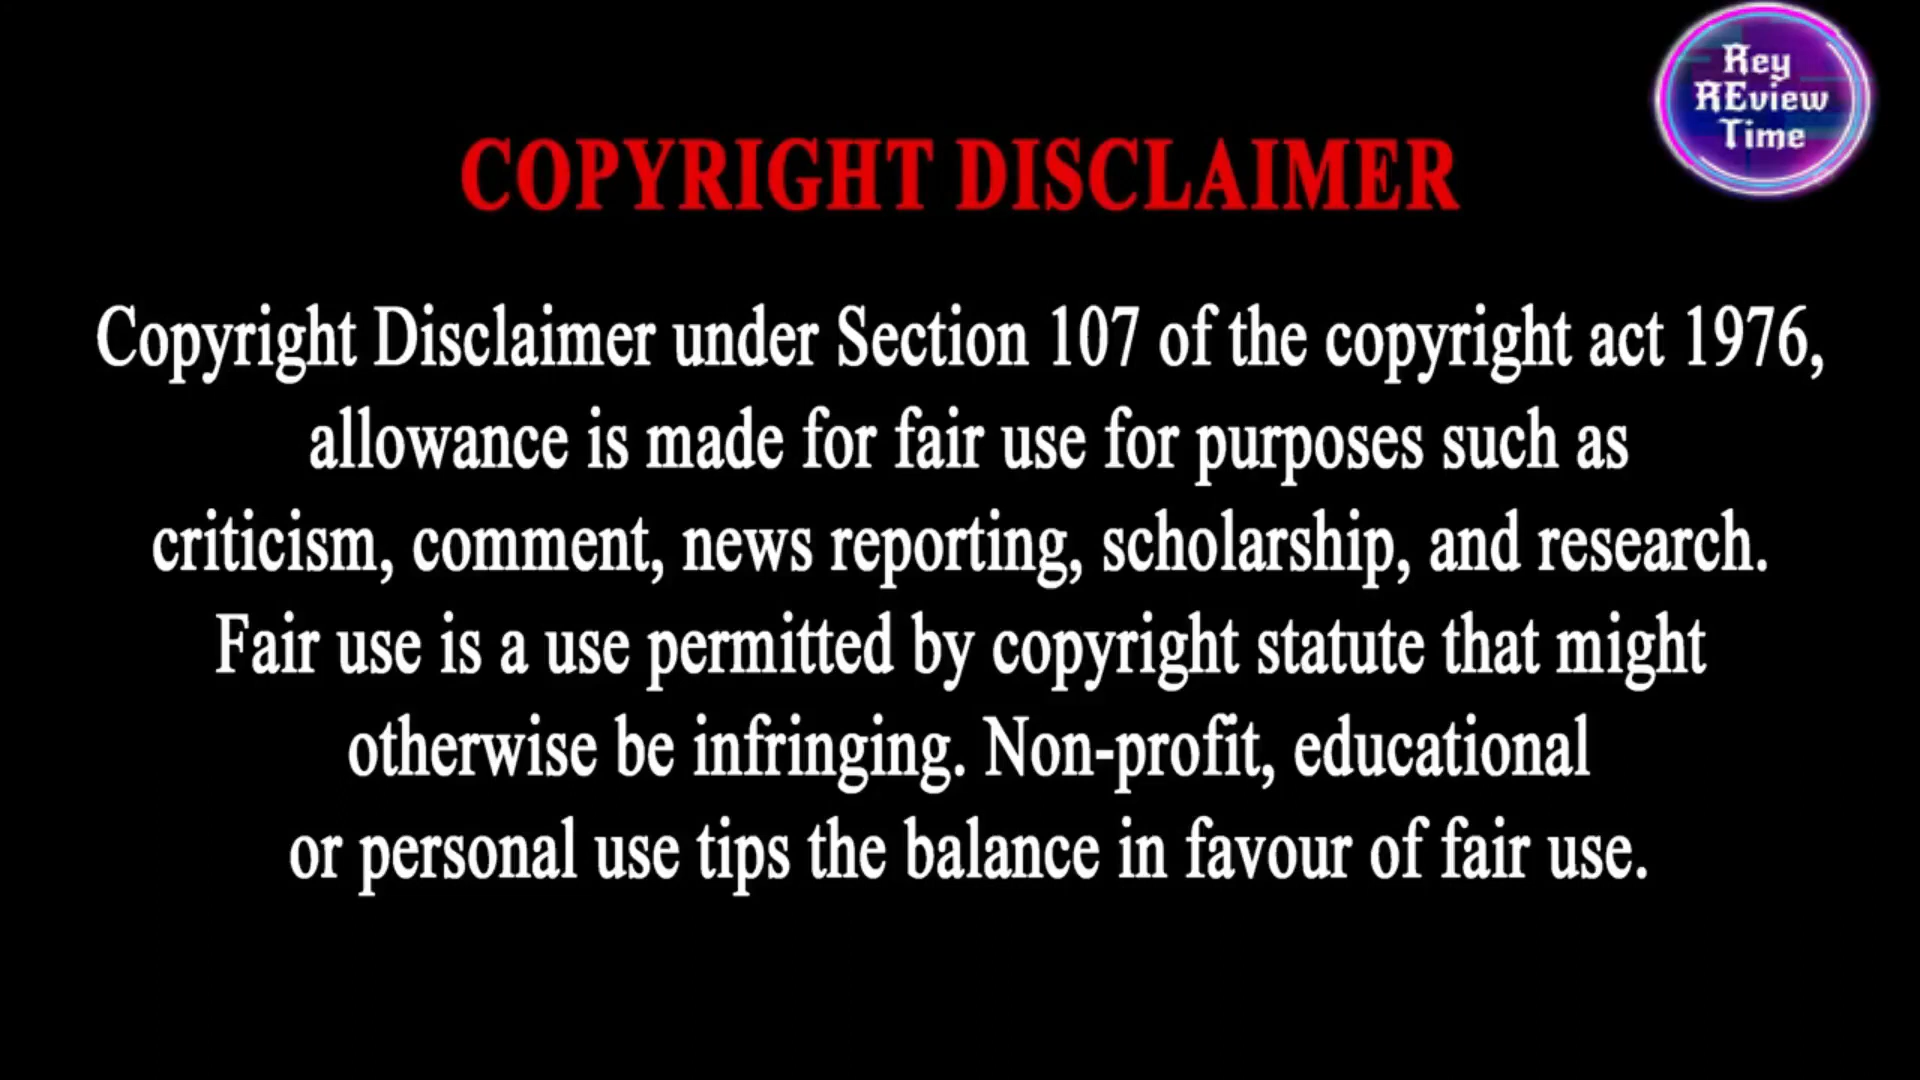 Rey
REview
Time
COPYRIGHT DISCLAIMER
Copyright Disclaimer under Section 107 of the copyright act 1976,
allowance is made for fair use for purposes such as
criticism, comment, news reporting, scholarship, and research.
Fair use is a use permitted by copyright statute that might
otherwise be infringing. Non-profit, educational
or personal use tips the balance in favour of fair use.